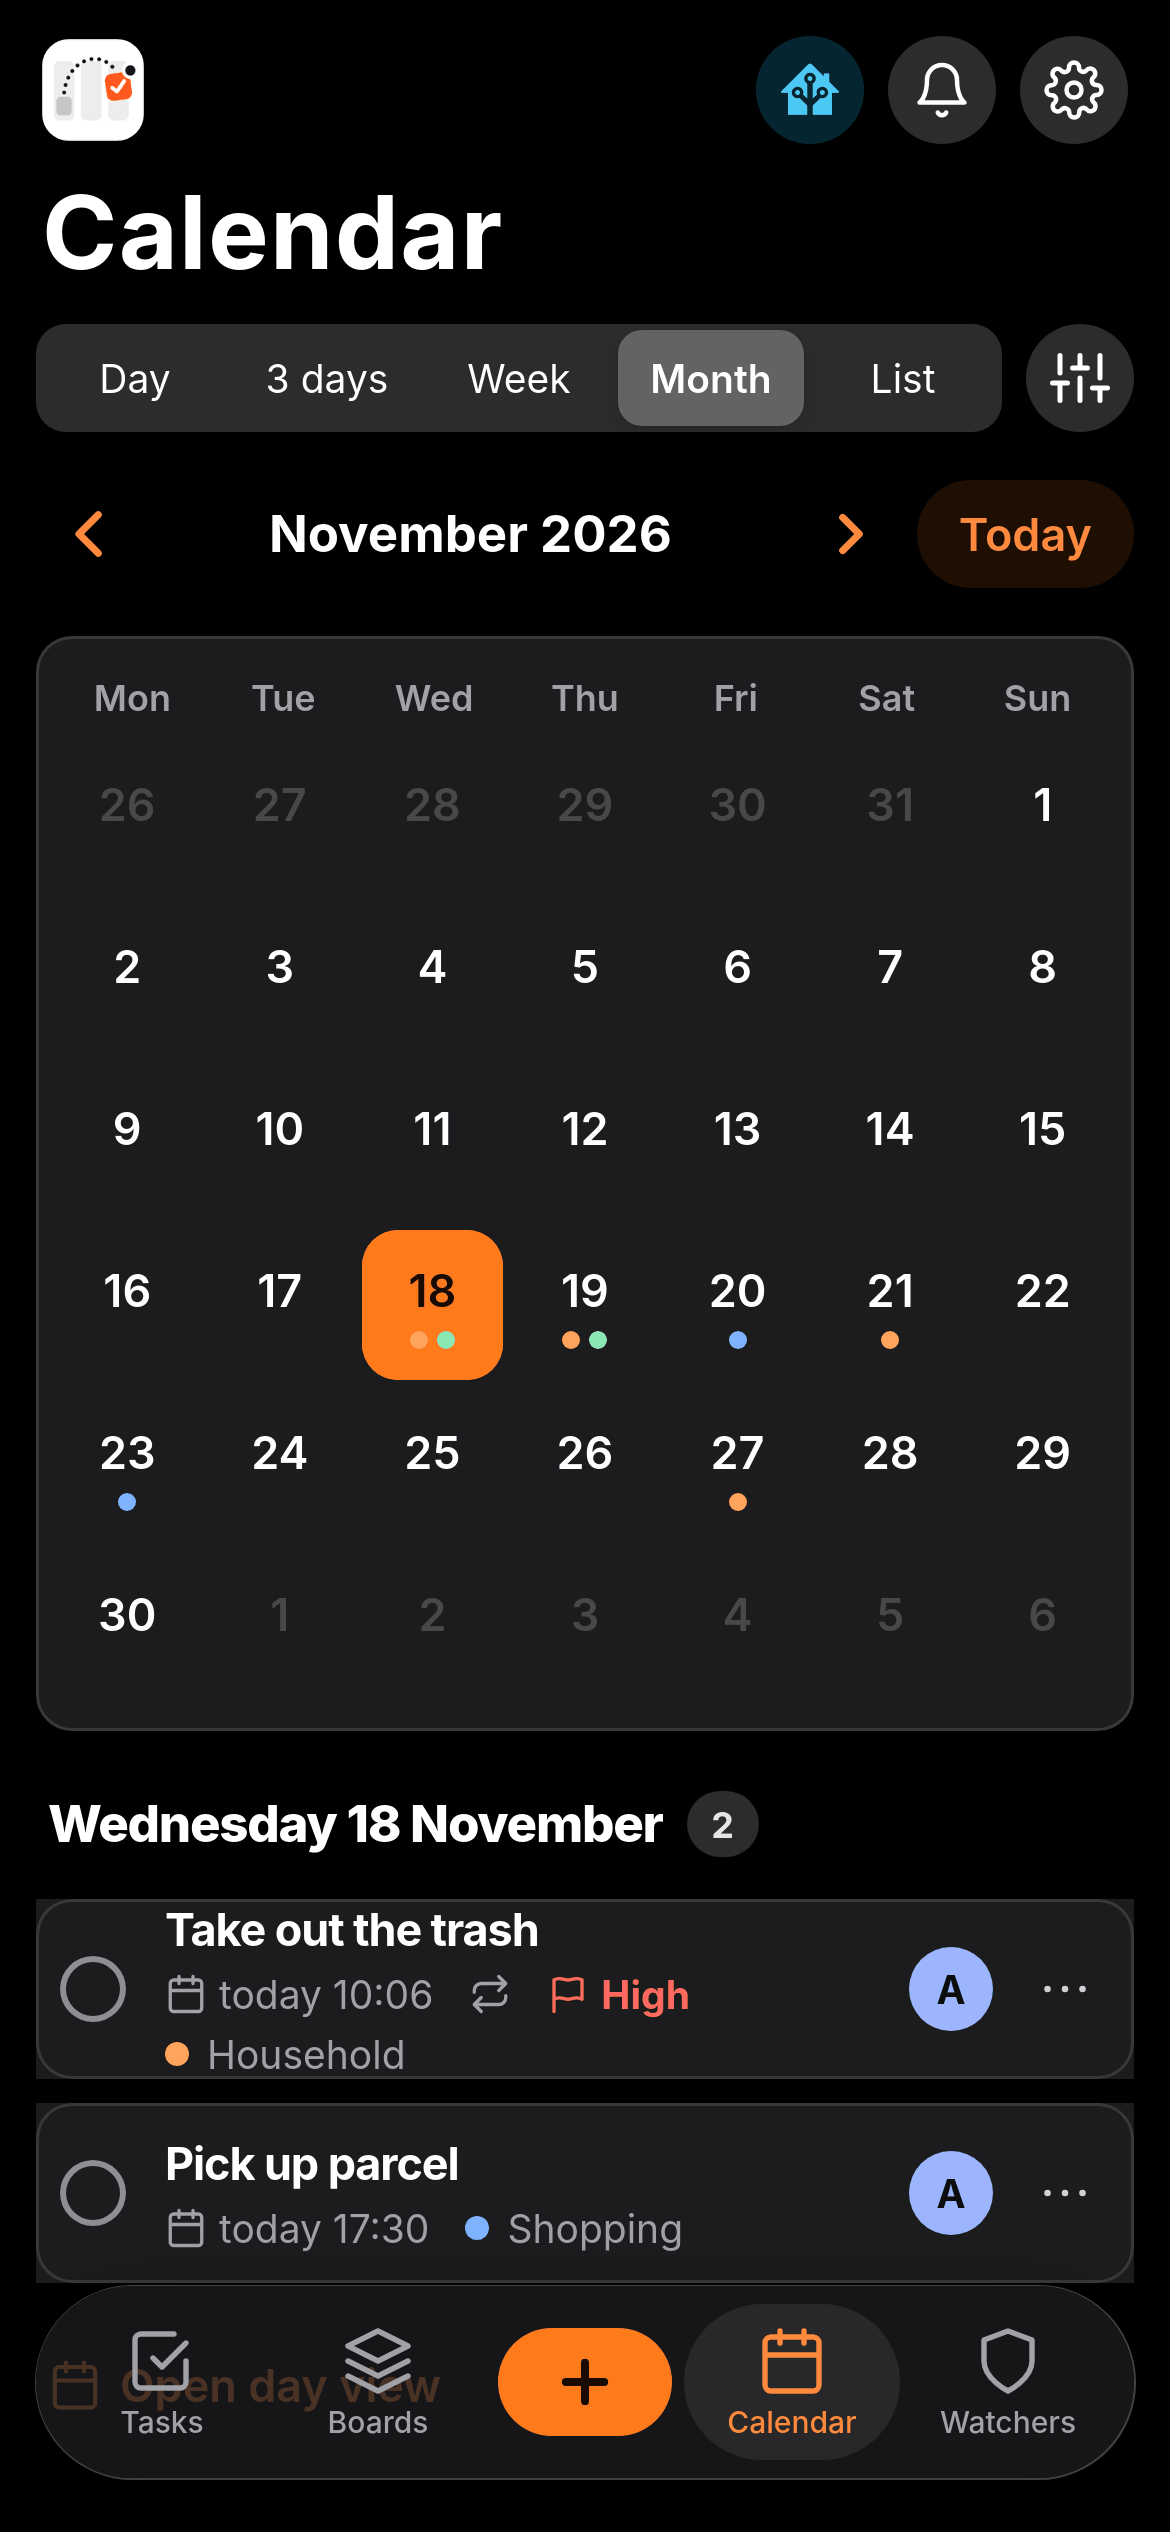 Calendar
Day 3 days Week Month List
November 2026 Today
Mon Tue Wed Thu Fri Sat Sun
26 27 28 29 30 31 1
2 3 4 5 6 7 8
9 10 11 12 13 14 15
16 17 18 19 20 21 22
23 24 25 26 27 28 29
30 1 2 3 4 5 6
Wednesday 18 November 2
Take out the trash
today 10:06 High
Household
A
Pick up parcel
today 17:30 Shopping
A
Open day view
Tasks Boards Calendar Watchers